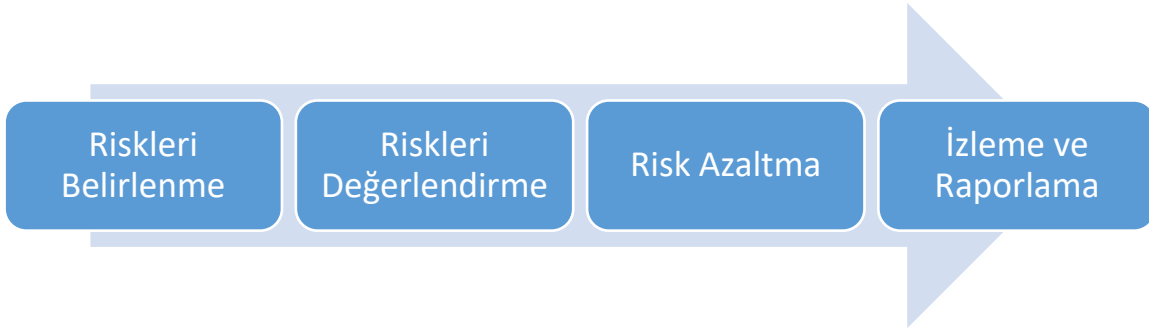 Riskleri
Belirlenme
Riskleri
Değerlendirme
Risk Azaltma
İzleme ve
Raporlama